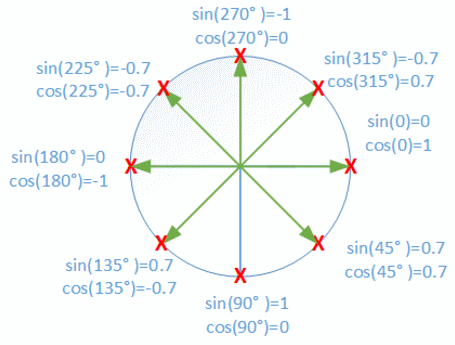 sin(270° )=-1
cos(270°)=0
sin(315° )=-0.7
cos(315°)=0.7
sin(225° )=-0.7
cos(225°)=-0.7
sin(0)=0
cos(0)=1
sin(180° )=0
cos(180°)=-1
sin(45° )=0.7
cos(45° )=0.7
sin(135° )=0.7
cos(135°)=-0.7
sin(90° )=1
cos(90°)=0